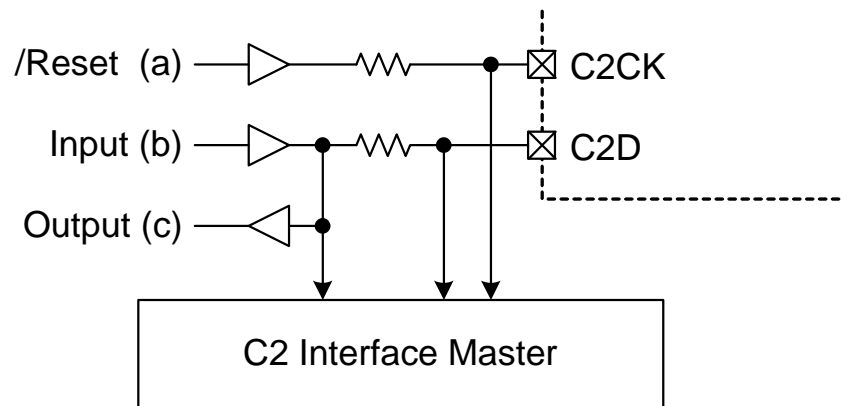 /Reset (a)
C2CK
Input (b)
C2D
Output (c)
C2 Interface Master